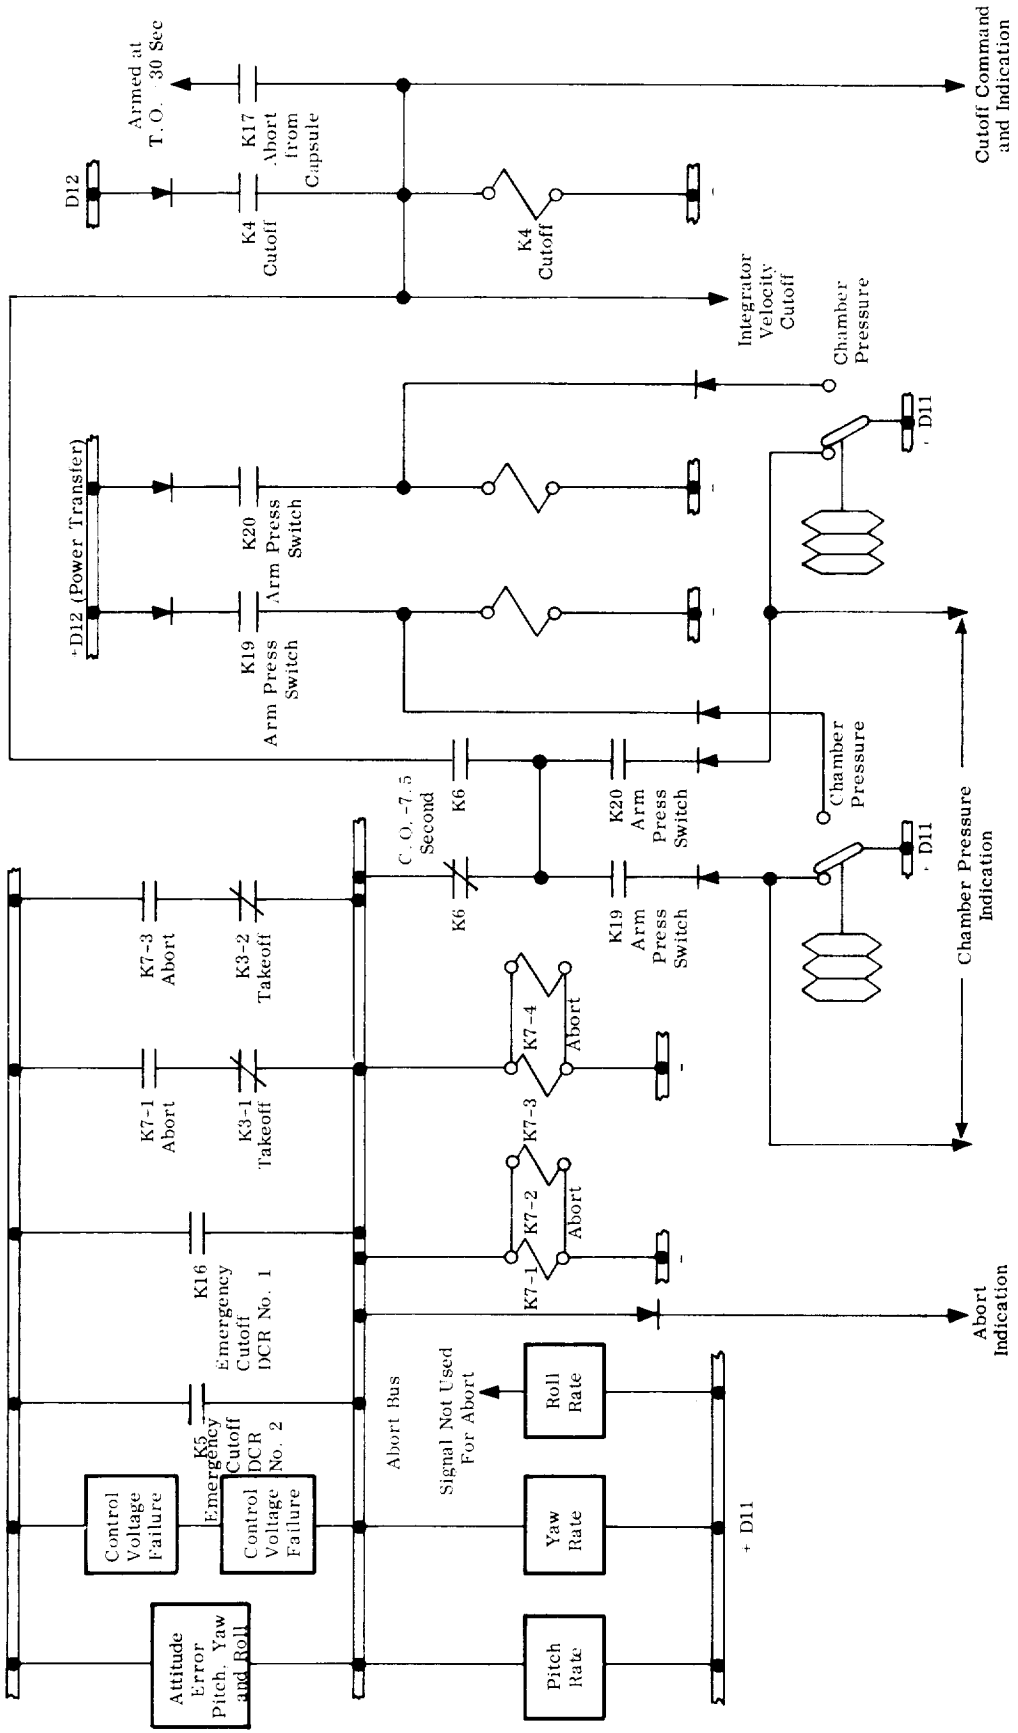 Armed at
T. O. -30 Sec
K17
Abort
from
Capsule
D12
K4
Cutoff
K4
Cutoff
Cutoff Command
and Indication
Integrator
Velocity
Cutoff
+D12 (Power Transfer)
K20
Arm Press
Switch
K19
Arm Press
Switch
Chamber
Pressure
+ D11
C. O. -7.5
Second
K6
K6
K20
Arm
Press
Switch
K19
Arm
Press
Switch
Chamber
Pressure
+ D11
Chamber Pressure
Indication
K7-3
Abort
K3-2
Takeoff
K7-1
Abort
K3-1
Takeoff
K7-4
Abort
K7-3
K7-2
Abort
K7-1
K16
Emergency
Cutoff
DCR No. 1
K5
Emergency
Cutoff
DCR
No. 2
Abort
Indication
Abort Bus
Signal Not Used
For Abort
Control
Voltage
Failure
Control
Voltage
Failure
Attitude
Error
Pitch, Yaw
and Roll
Roll
Rate
Yaw
Rate
Pitch
Rate
+ D11